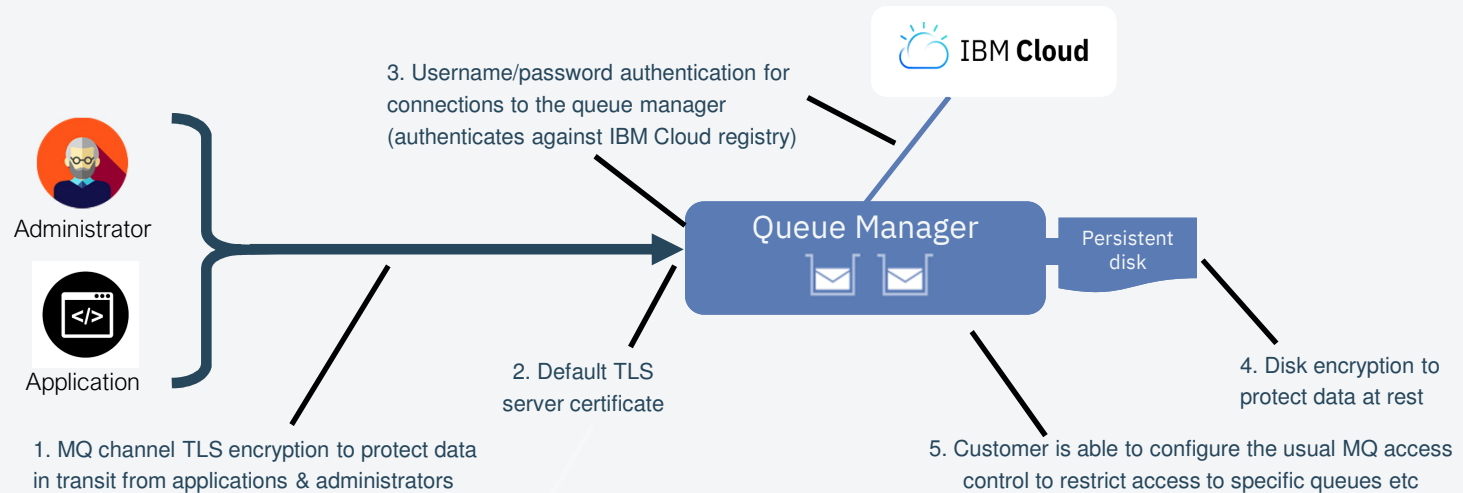 IBM Cloud
3. Username/password authentication for
connections to the queue manager
(authenticates against IBM Cloud registry)
Administrator
Queue Manager
Persistent
disk
</>
Application
2. Default TLS
server certificate
4. Disk encryption to
protect data at rest
1. MQ channel TLS encryption to protect data
in transit from applications & administrators
5. Customer is able to configure the usual MQ access
control to restrict access to specific queues etc